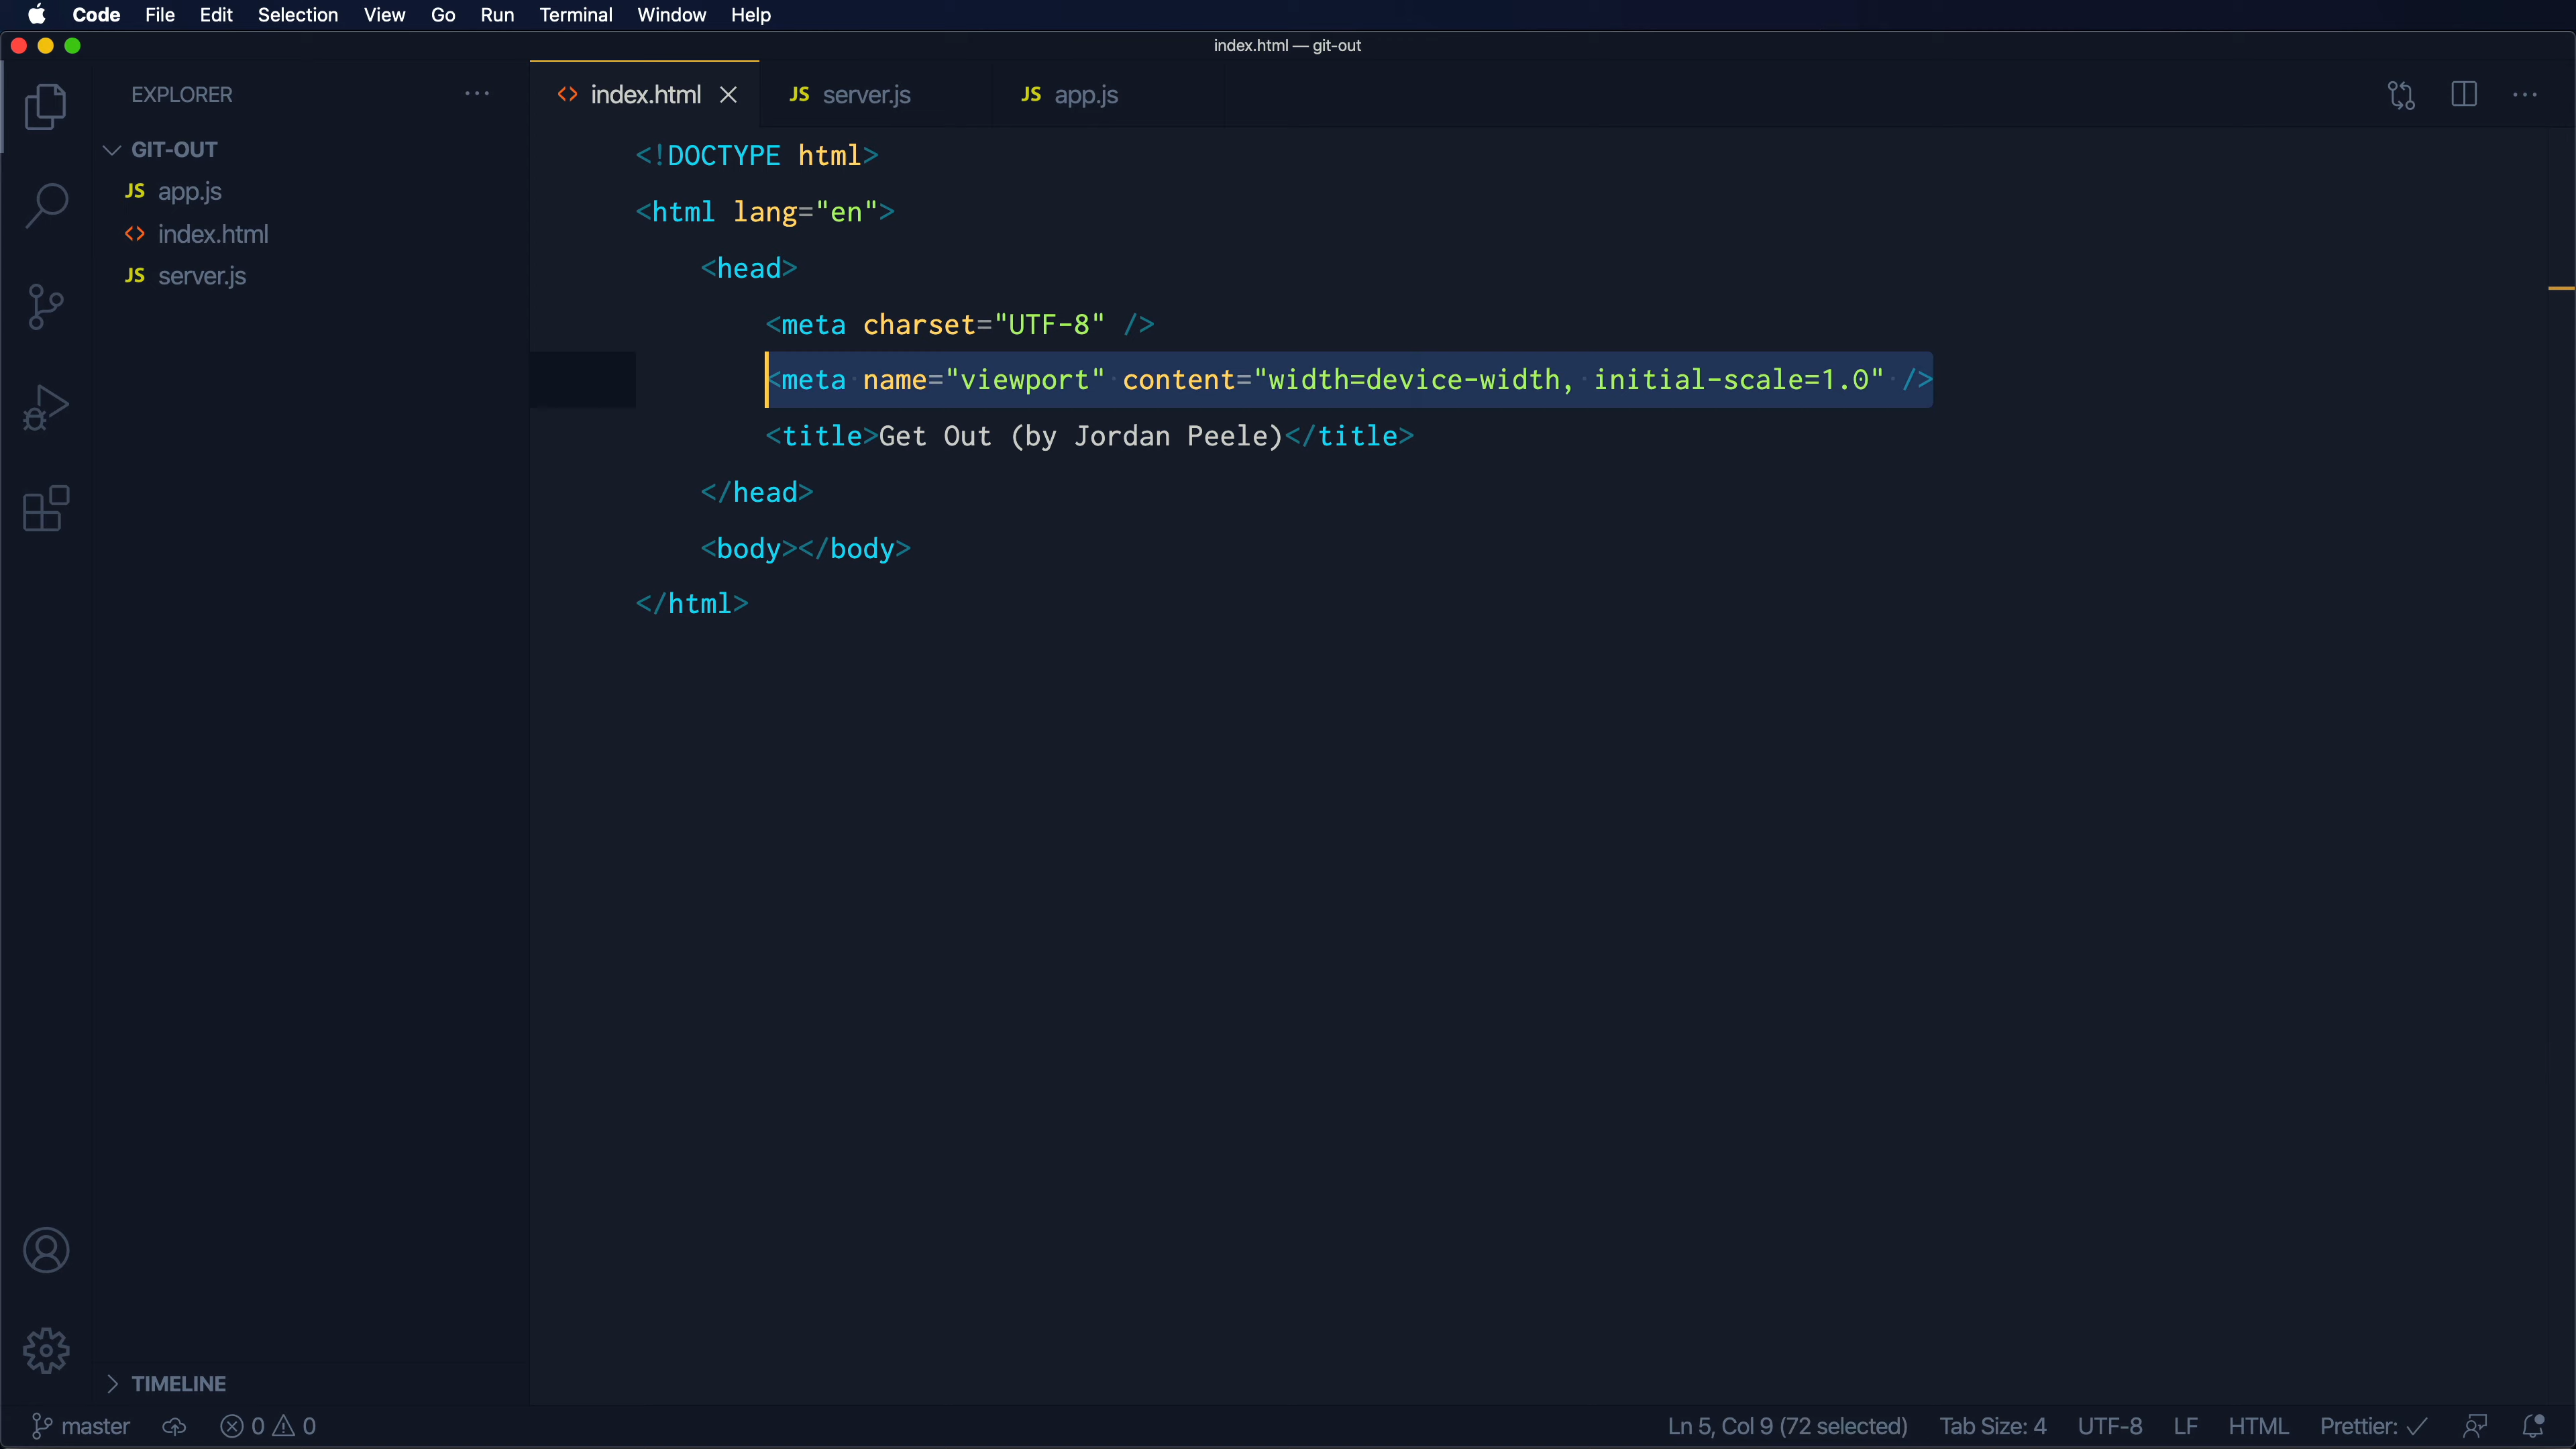 Code File Edit Selection View Go Run Terminal Window Help
index.html — git-out
EXPLORER
index.html
JS server.js
JS app.js
GIT-OUT
JS app.js
index.html
JS server.js
<!DOCTYPE html>
<html lang="en">
<head>
<meta charset="UTF-8" />
<meta name="viewport" content="width=device-width, initial-scale=1.0" />
<title>Get Out (by Jordan Peele)</title>
</head>
<body></body>
</html>
TIMELINE
master 0 0
Ln 5, Col 9 (72 selected) Tab Size: 4 UTF-8 LF HTML Prettier: ✓